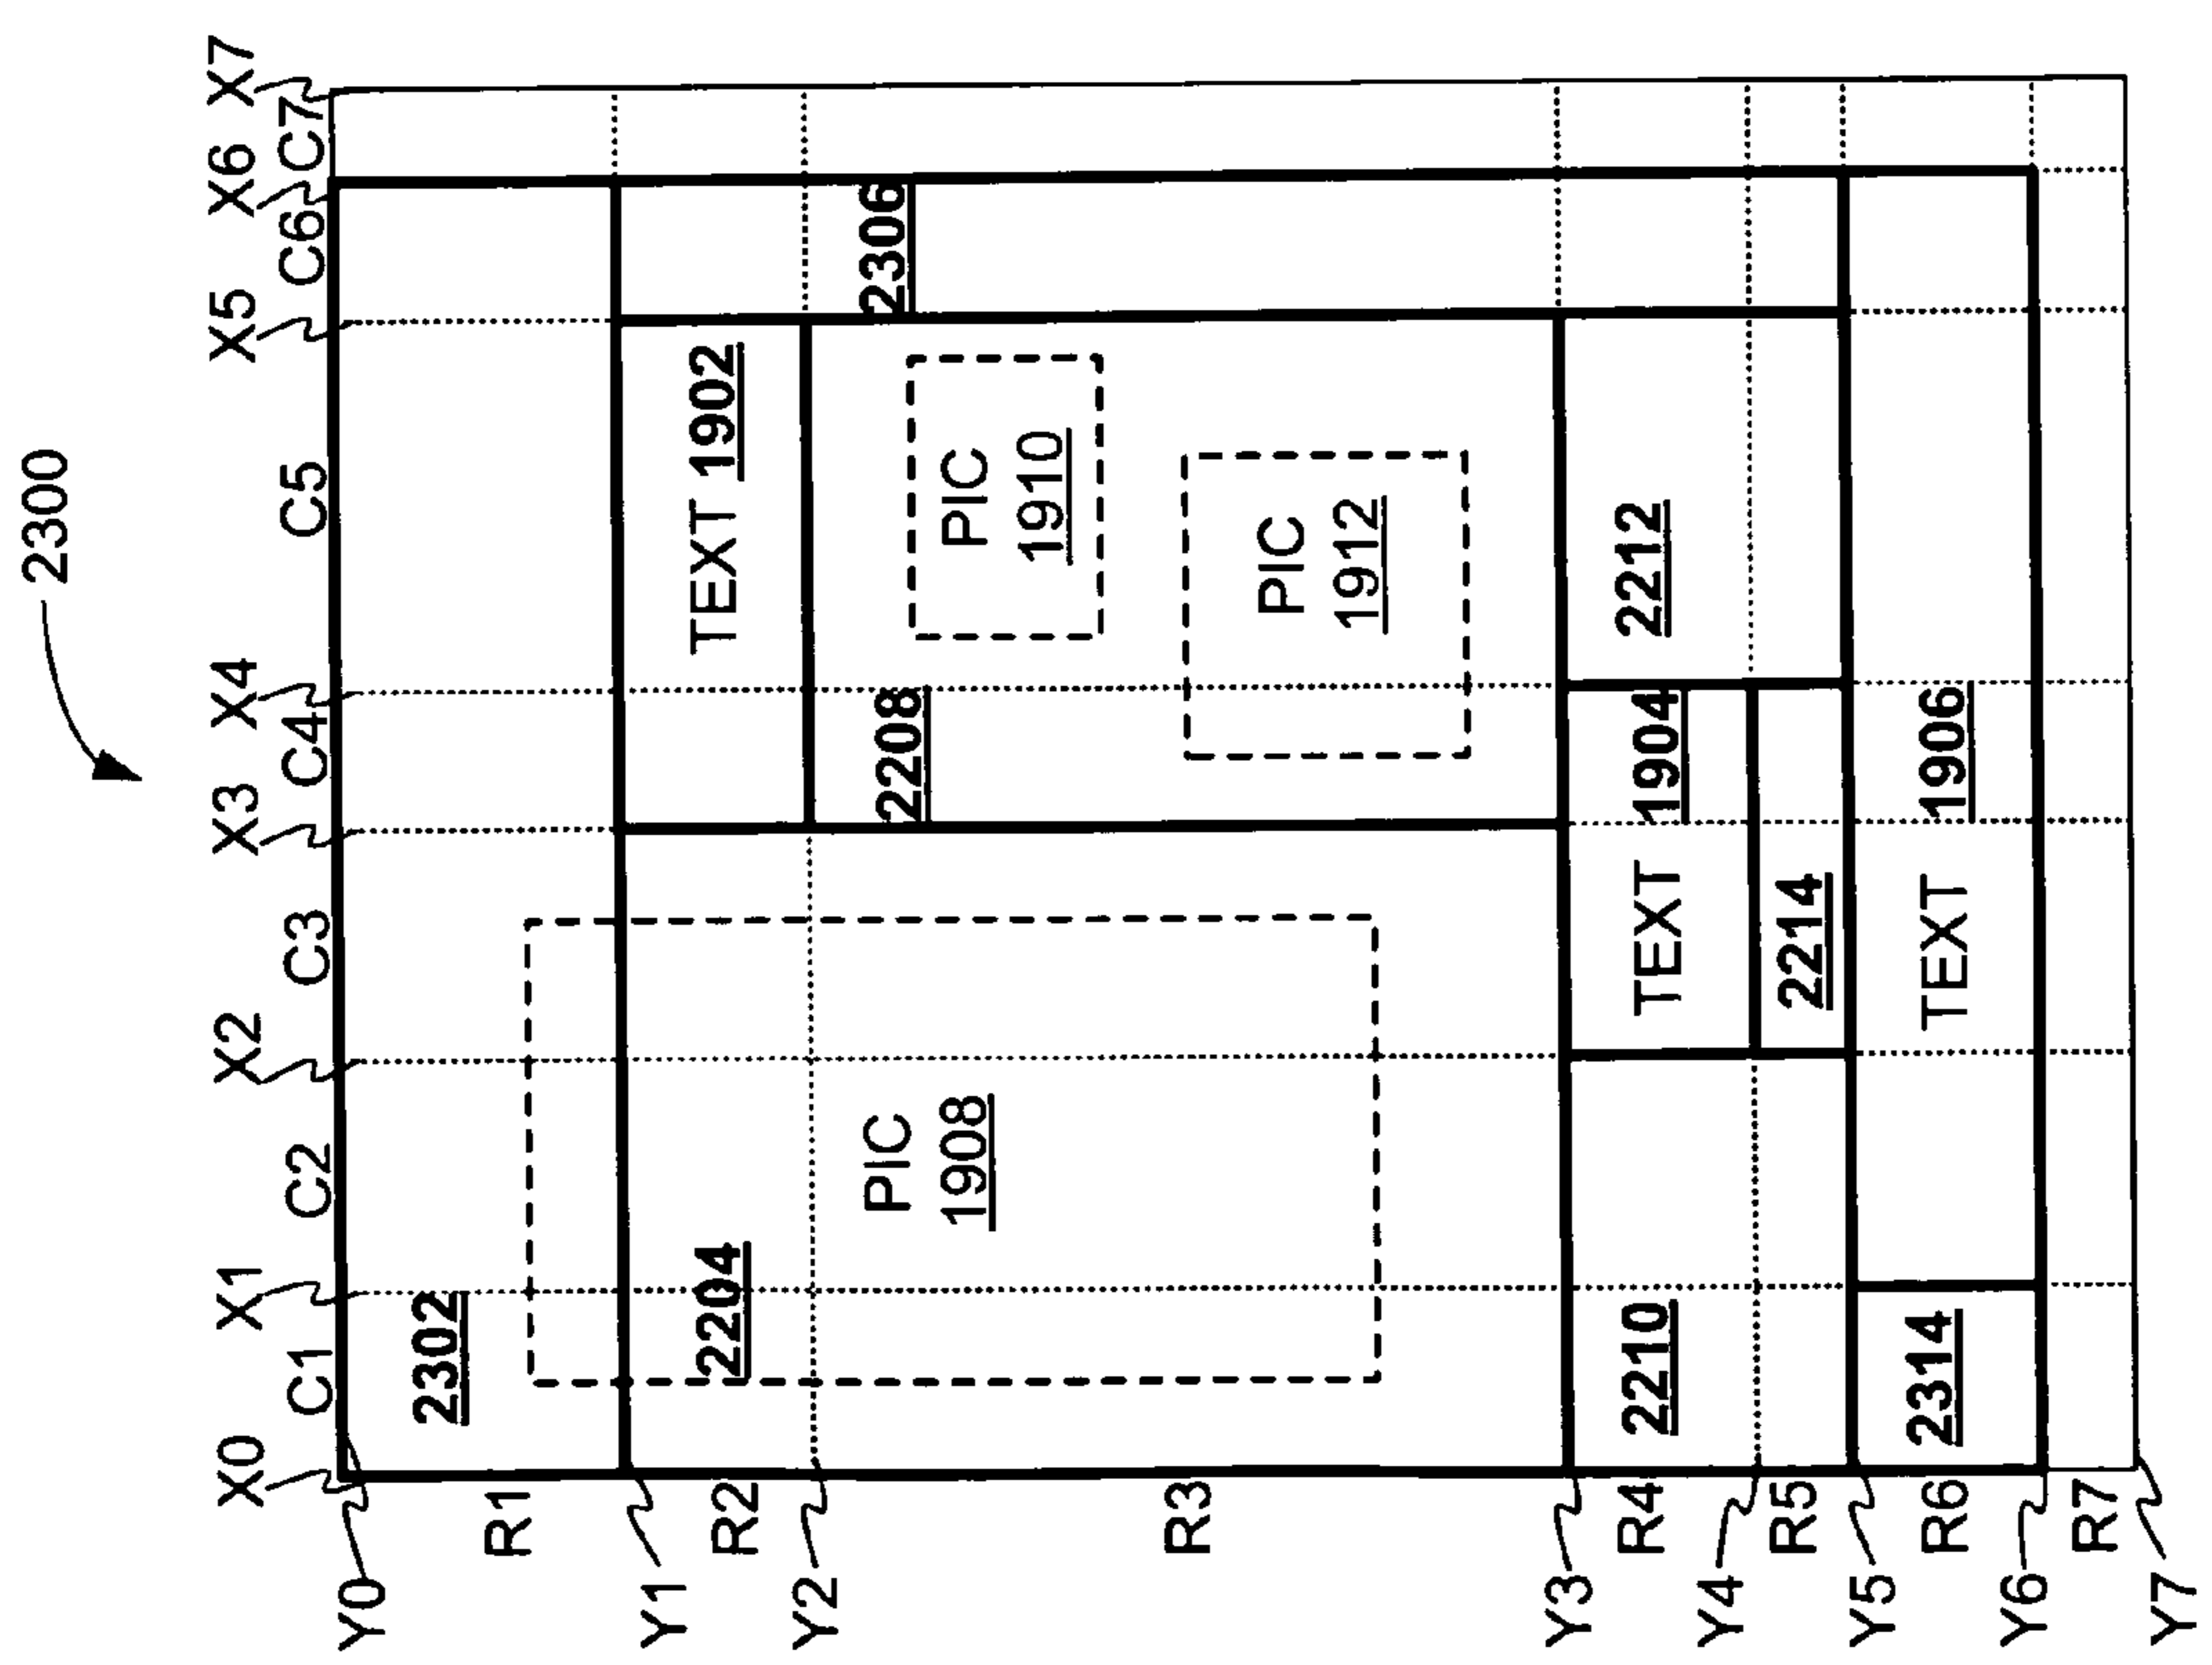 2300
X0 X1 X2 X3 X4 X5 X6 X7
C1 C2 C3 C4 C5 C6 C7
Y0
R1
2302
Y1
R2
2204
TEXT 1902
Y2
R3
PIC
1908
2208
2306
PIC
1910
PIC
1912
Y3
R4
2210
TEXT 1904
2212
Y4
R5
2214
Y5
R6
2314
TEXT 1906
Y6
R7
Y7